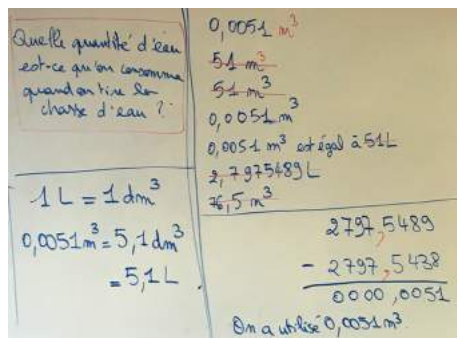 Quelle quantité d'eau
est-ce qu'on consomme
quand on tire la
chasse d'eau ?
1 L = 1 dm³
0,0051 m³ = 5,1 dm³
= 5,1 L
0,0051 m³
51 m³
51 m³
0,0051 m³
0,0051 m³ est égal à 51L
2,7975489 L
76,5 m³
2797,5489
- 2797,5438
0000,0051
On a utilisé 0,0051 m³.